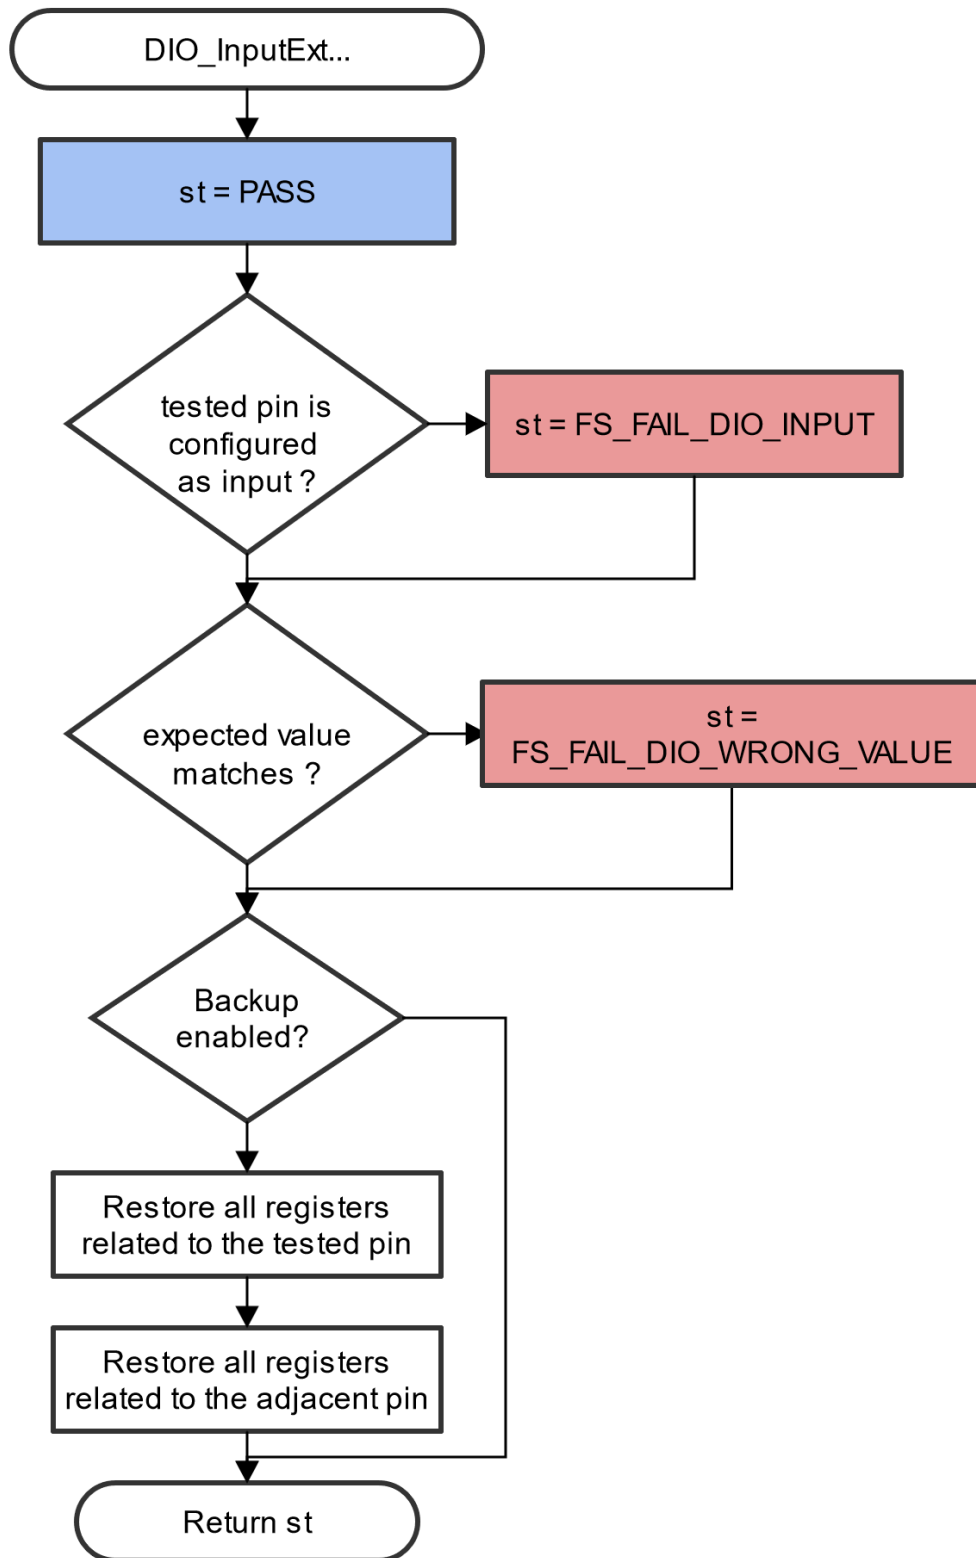 DIO_InputExt...
st = PASS
tested pin is
configured
as input ?
st = FS_FAIL_DIO_INPUT
expected value
matches ?
st =
FS_FAIL_DIO_WRONG_VALUE
Backup
enabled?
Restore all registers
related to the tested pin
Restore all registers
related to the adjacent pin
Return st